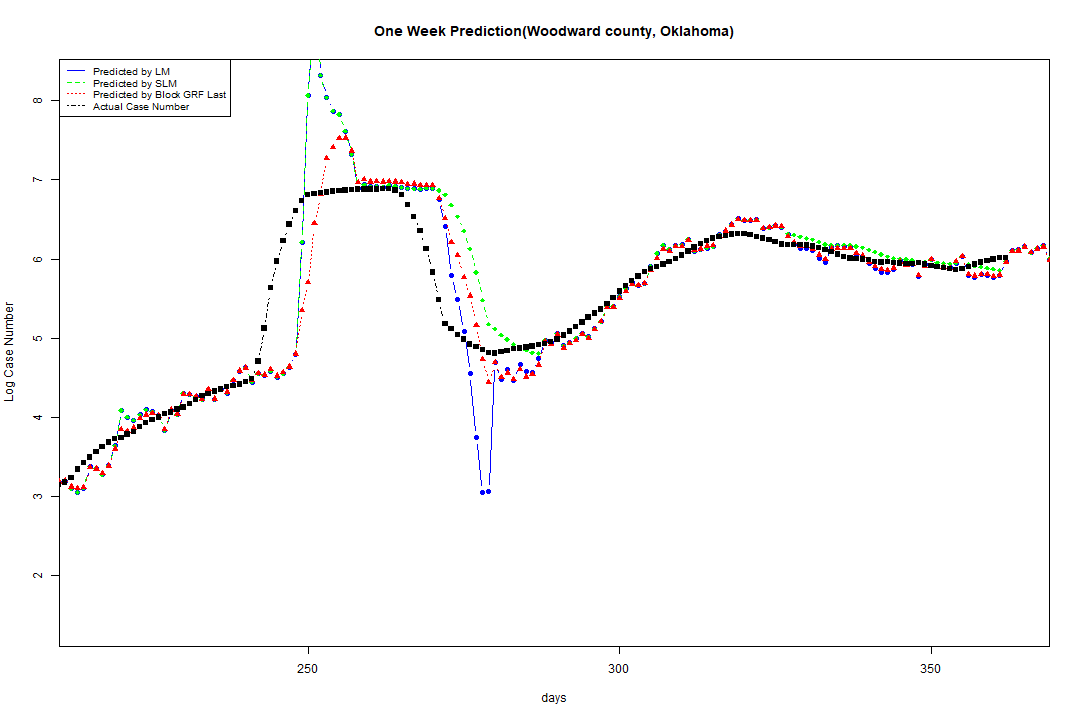 One Week Prediction(Woodward county, Oklahoma)
Predicted by LM
Predicted by SLM
Predicted by Block GRF Last
Actual Case Number
8
7
6
5
4
3
2
Log Case Number
250
300
350
days